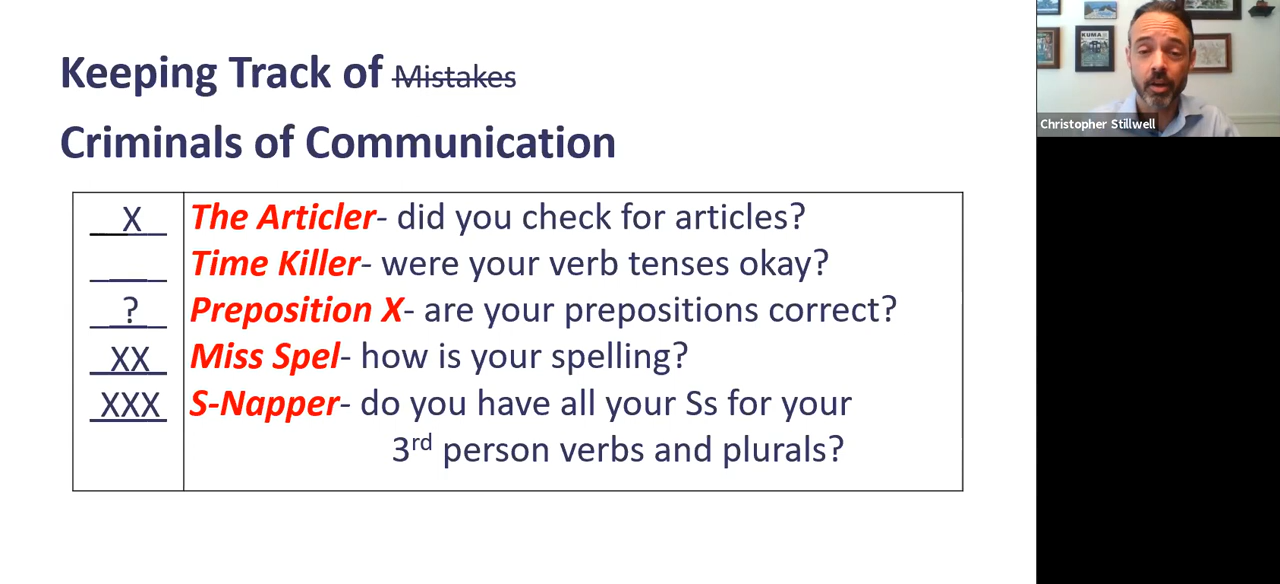 Keeping Track of Mistakes
Criminals of Communication
X The Articler- did you check for articles?
Time Killer- were your verb tenses okay?
? Preposition X- are your prepositions correct?
XX Miss Spel- how is your spelling?
XXX S-Napper- do you have all your Ss for your
3rd person verbs and plurals?
KUMA
Christopher Stillwell